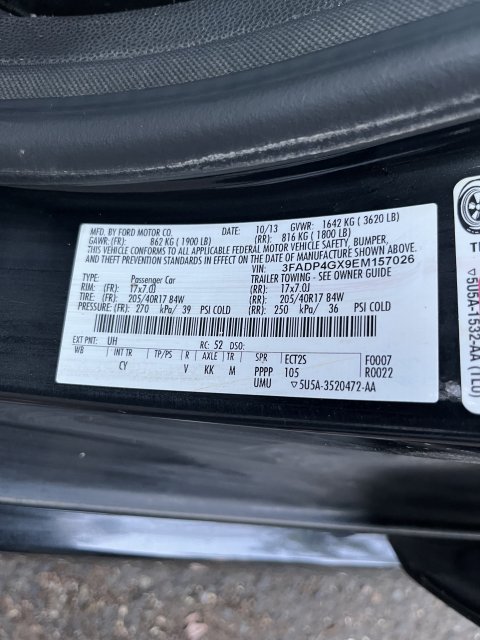 MFD. BY FORD MOTOR CO.
DATE: 10/13 GVWR: 1642 KG ( 3620 LB)
GAWR:(FR): 862 KG ( 1900 LB) (RR): 816 KG ( 1800 LB)
THIS VEHICLE CONFORMS TO ALL APPLICABLE FEDERAL MOTOR VEHICLE SAFETY, BUMPER,
AND THEFT PREVENTION STANDARDS IN EFFECT ON THE DATE OF MANUFACTURE SHOWN ABOVE.
VIN: 3FADP4GX9EM157026
TYPE: Passenger Car TRAILER TOWING - SEE OWNER GUIDE
RIM: (FR): 17x7.0J (RR): 17x7.0J
TIRE: (FR): 205/40R17 84W (RR): 205/40R17 84W
PRESSURE: (FR): 270 kPa/ 39 PSI COLD (RR): 250 kPa/ 36 PSI COLD
EXT PNT: UH RC: 52 DSO:
WB INT TR TP/PS R AXLE TR SPR ECT2S F0007
CY V KK M PPPP 105 R0022
UMU 5U5A-3520472-AA
5U5A-1532-AA (TL0)